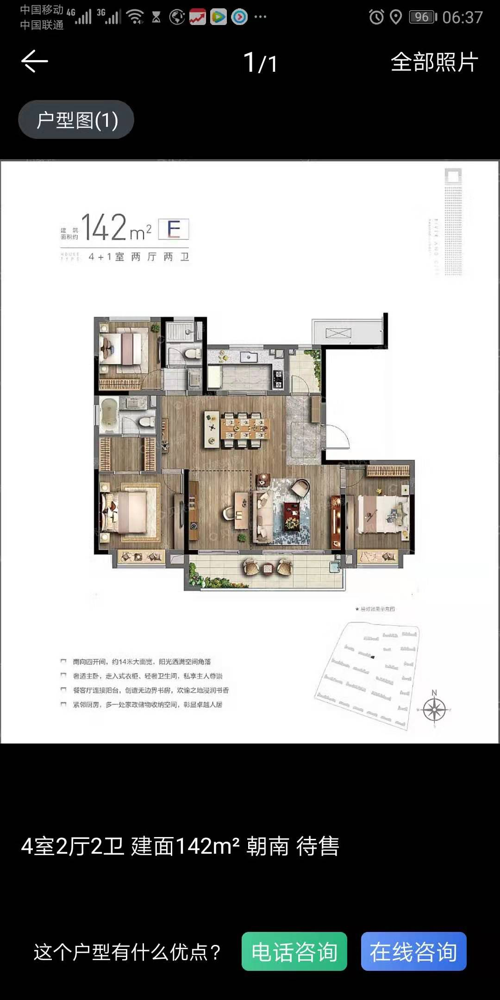 中国移动 4G 3G
中国联通
96 06:37
1/1
全部照片
户型图(1)
建筑
面积约
142m²
E
HOUSE
TYPE
4+1室两厅两卫
★ 装修效果示意图
南向四开间，约14米大面宽，阳光洒满空间角落
奢适主卧，走入式衣柜、轻奢卫生间，私享主人尊崇
餐客厅连接阳台，创造无边界书房，欢愉之地浸润书香
紧邻厨房，多一处家政储物收纳空间，彰显卓越人居
N
4室2厅2卫 建面142m² 朝南 待售
这个户型有什么优点?
电话咨询
在线咨询